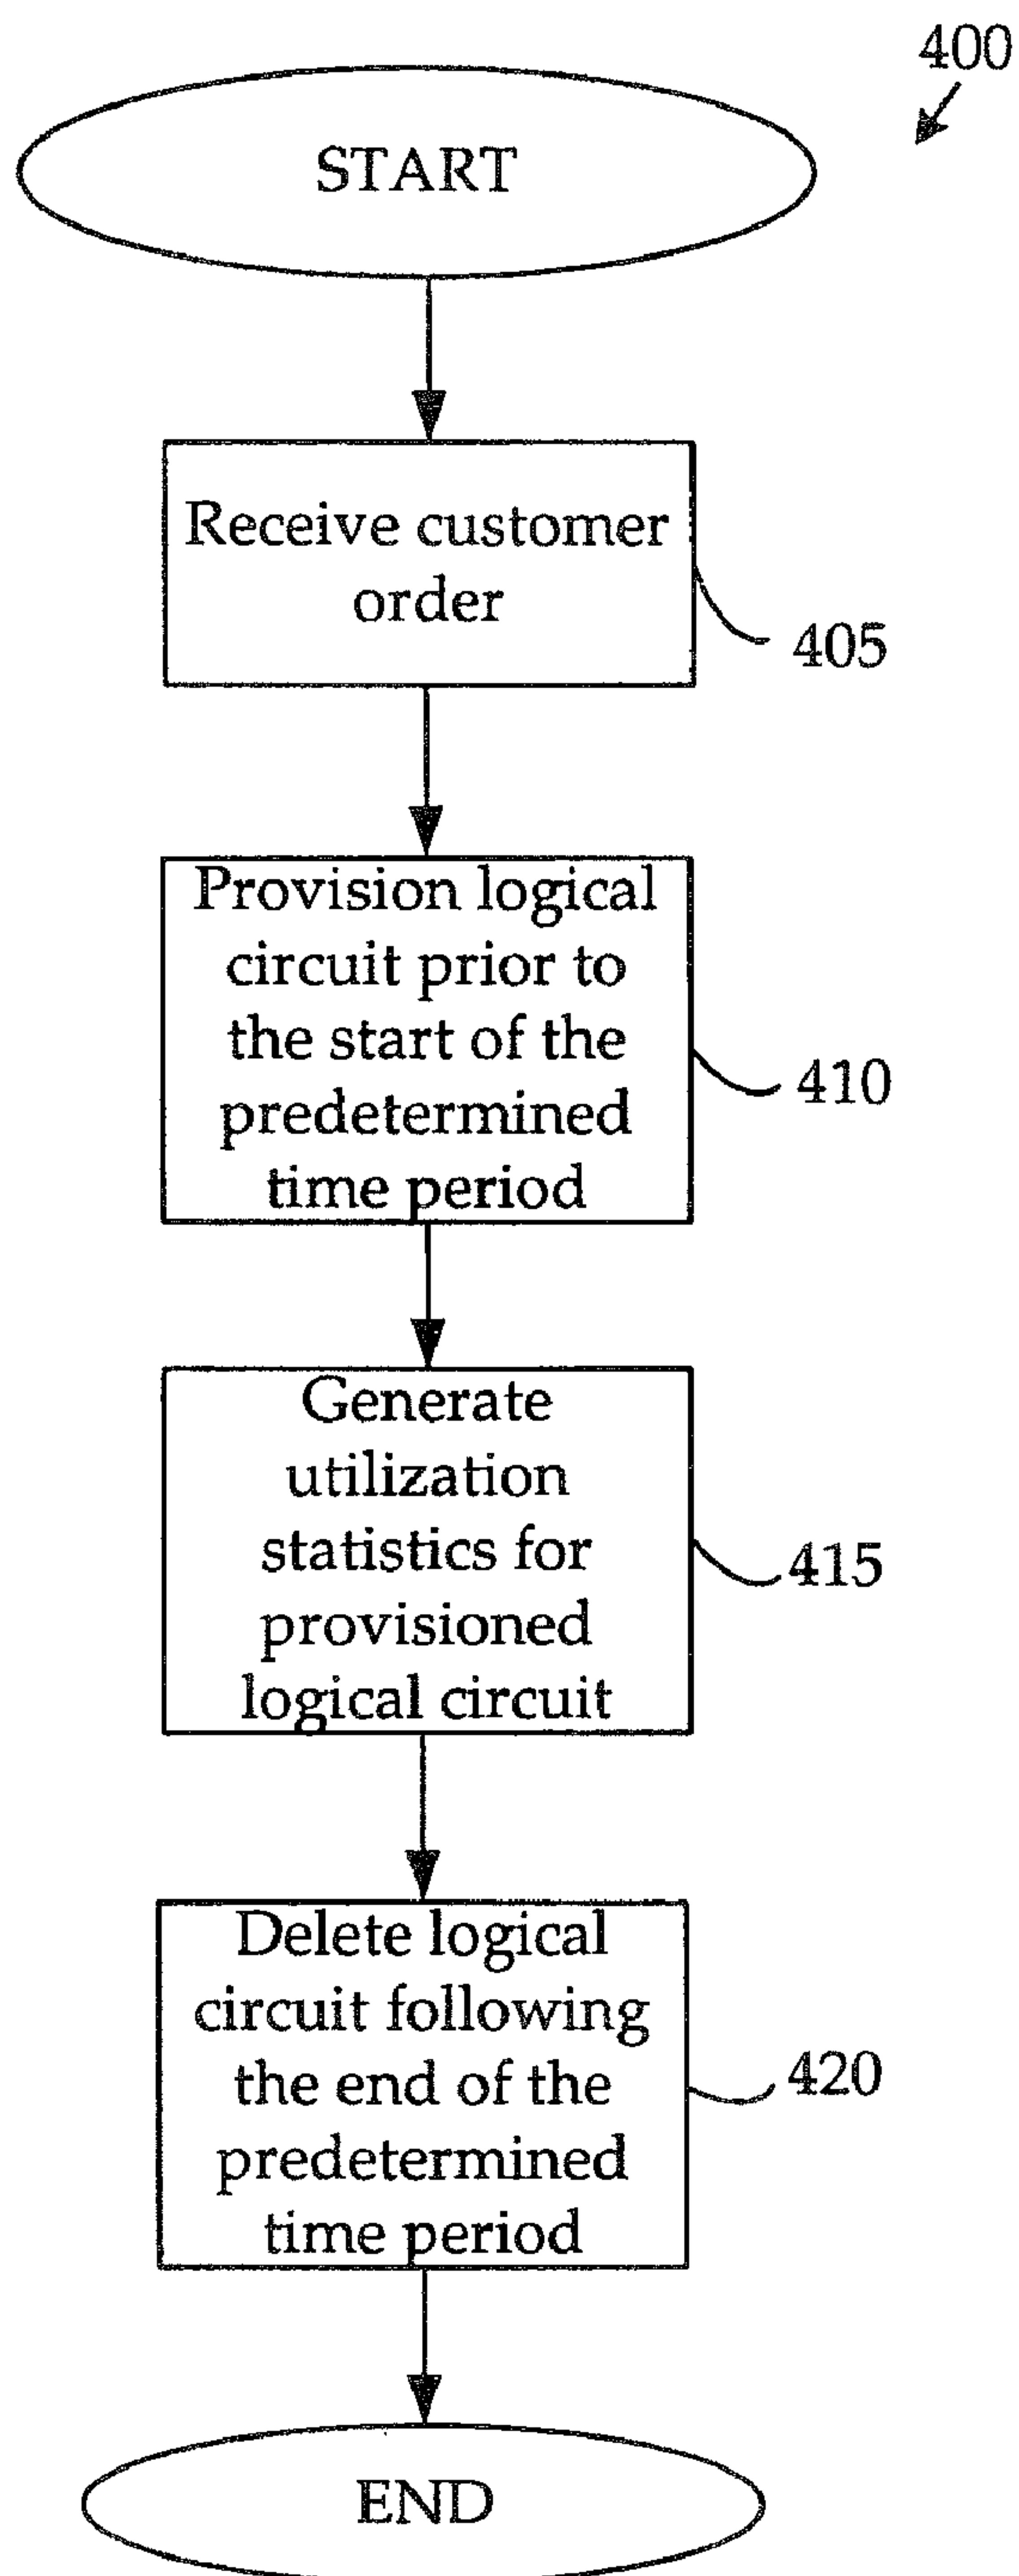 400
START
Receive customer
order
405
Provision logical
circuit prior to
the start of the
predetermined
time period
410
Generate
utilization
statistics for
provisioned
logical circuit
415
Delete logical
circuit following
the end of the
predetermined
time period
420
END